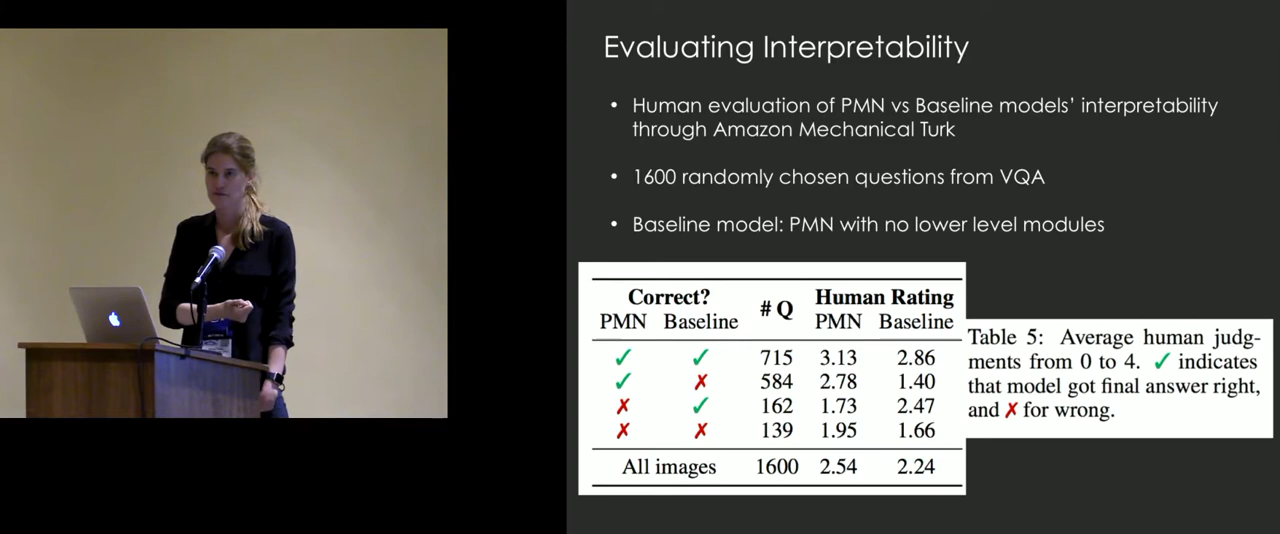 Evaluating Interpretability
• Human evaluation of PMN vs Baseline models' interpretability
through Amazon Mechanical Turk
• 1600 randomly chosen questions from VQA
• Baseline model: PMN with no lower level modules
Correct? # Q Human Rating
PMN Baseline PMN Baseline
✓ ✓ 715 3.13 2.86
✓ ✗ 584 2.78 1.40
✗ ✓ 162 1.73 2.47
✗ ✗ 139 1.95 1.66
All images 1600 2.54 2.24
Table 5: Average human judg-
ments from 0 to 4. ✓ indicates
that model got final answer right,
and ✗ for wrong.